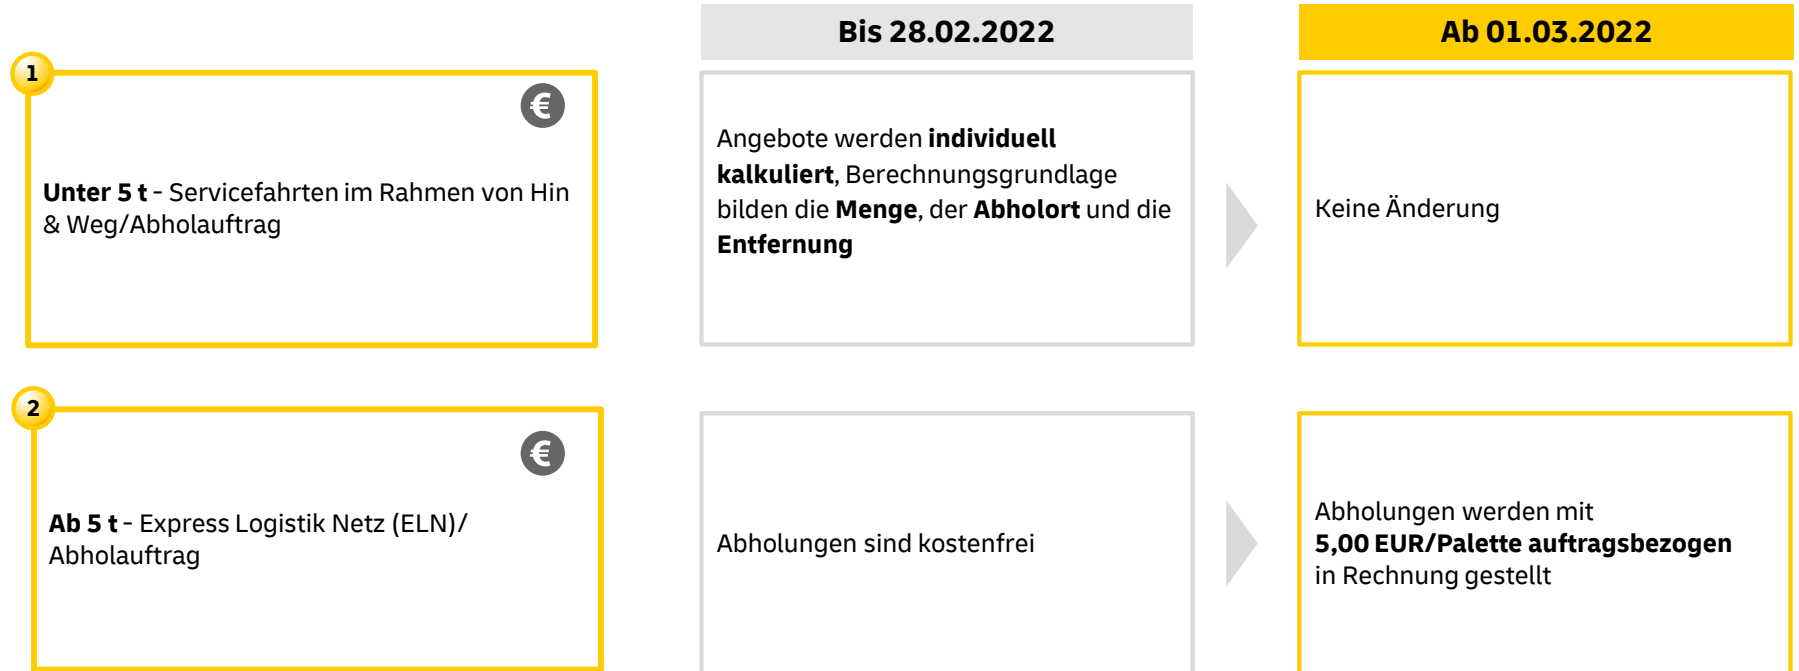 Bis 28.02.2022
Ab 01.03.2022
1
€
Unter 5 t - Servicefahrten im Rahmen von Hin
& Weg/Abholauftrag
Angebote werden individuell
kalkuliert, Berechnungsgrundlage
bilden die Menge, der Abholort und die
Entfernung
Keine Änderung
2
€
Ab 5 t - Express Logistik Netz (ELN)/
Abholauftrag
Abholungen sind kostenfrei
Abholungen werden mit
5,00 EUR/Palette auftragsbezogen
in Rechnung gestellt